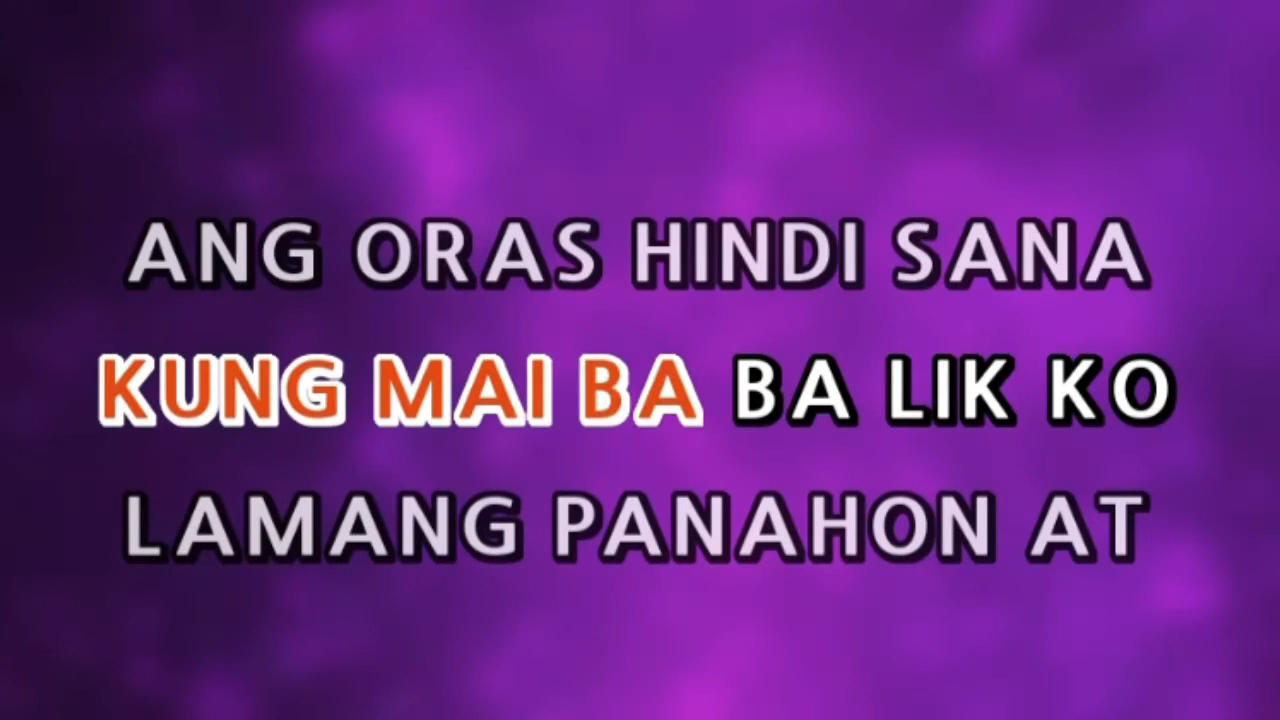 ANG ORAS HINDI SANA
KUNG MAI BA BA LIK KO
LAMANG PANAHON AT